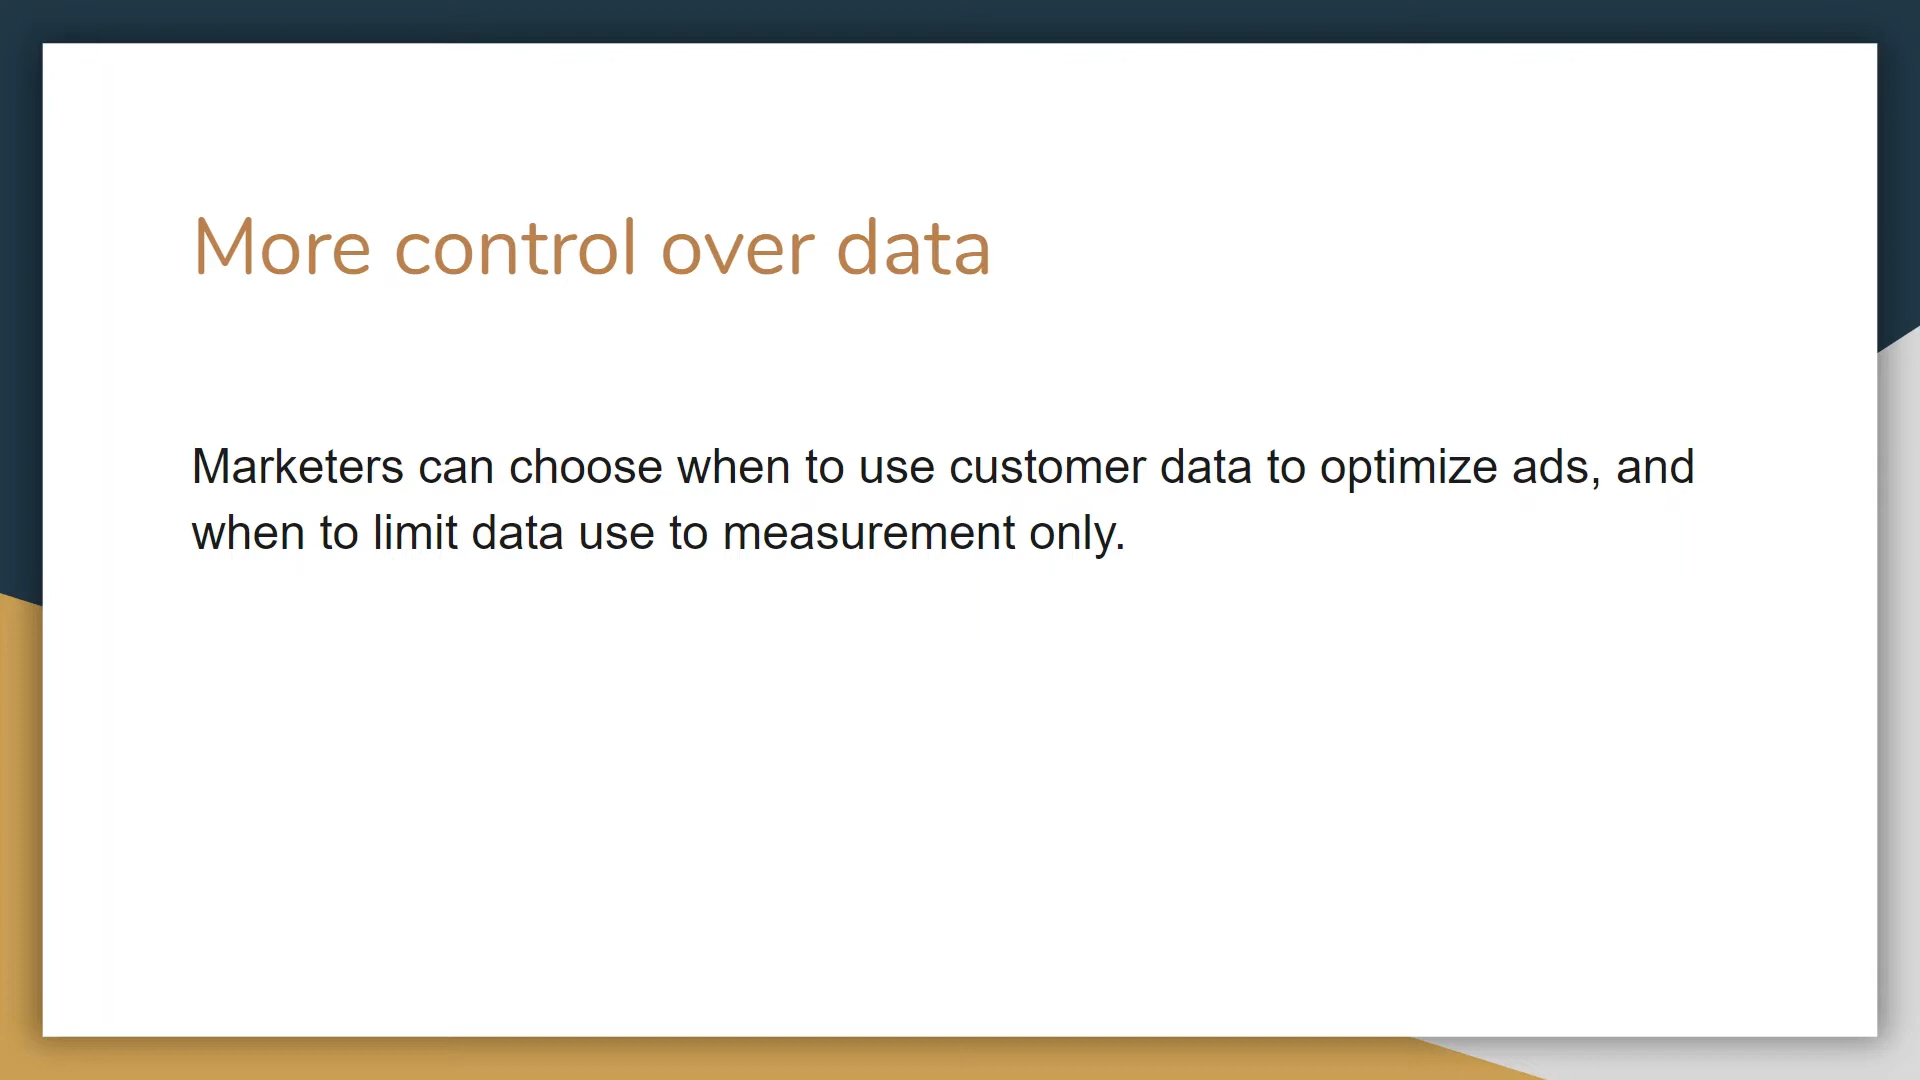 More control over data
Marketers can choose when to use customer data to optimize ads, and
when to limit data use to measurement only.